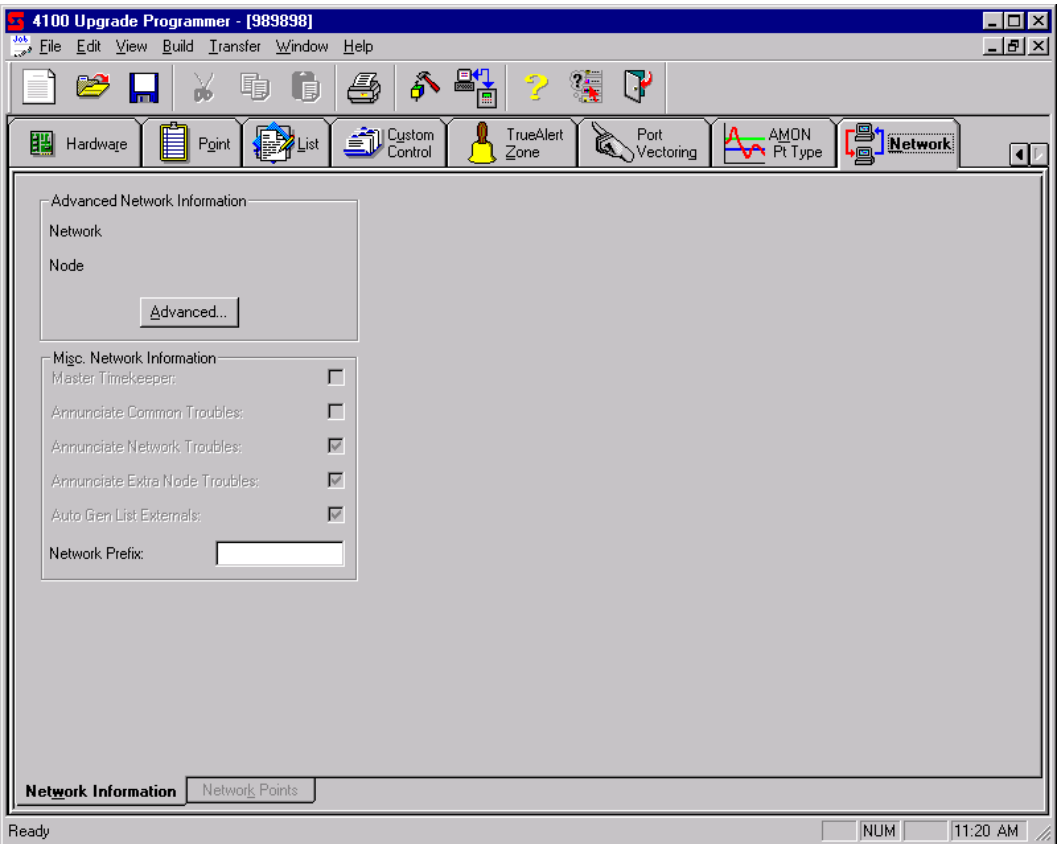 4100 Upgrade Programmer - [989898]
Job File Edit View Build Transfer Window Help
Hardware Point List Custom Control TrueAlert Zone Port Vectoring AMON Pt Type Network
Advanced Network Information
Network
Node
Advanced...
Misc. Network Information
Master Timekeeper:
Annunciate Common Troubles:
Annunciate Network Troubles:
Annunciate Extra Node Troubles:
Auto Gen List Externals:
Network Prefix:
Network Information Network Points
Ready NUM 11:20 AM